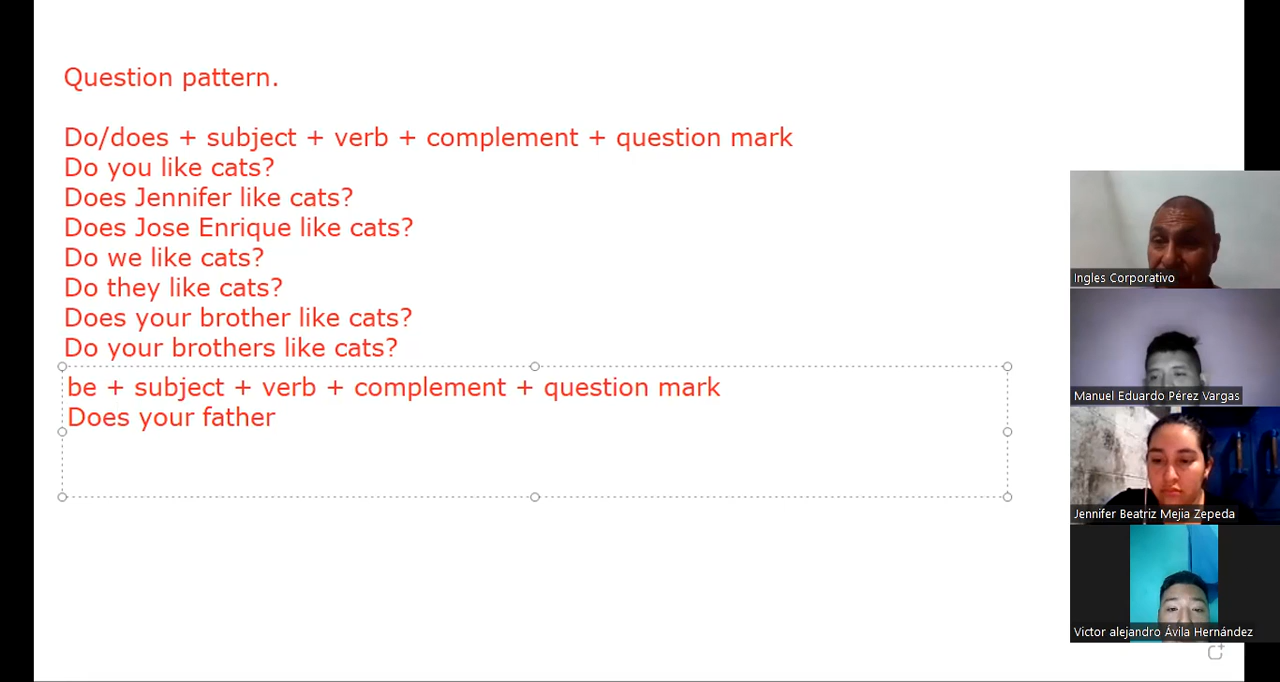 Question pattern.
Do/does + subject + verb + complement + question mark
Do you like cats?
Does Jennifer like cats?
Does Jose Enrique like cats?
Do we like cats?
Do they like cats?
Does your brother like cats?
Do your brothers like cats?
be + subject + verb + complement + question mark
Does your father
Ingles Corporativo
Manuel Eduardo Pérez Vargas
Jennifer Beatriz Mejia Zepeda
Victor alejandro Ávila Hernández